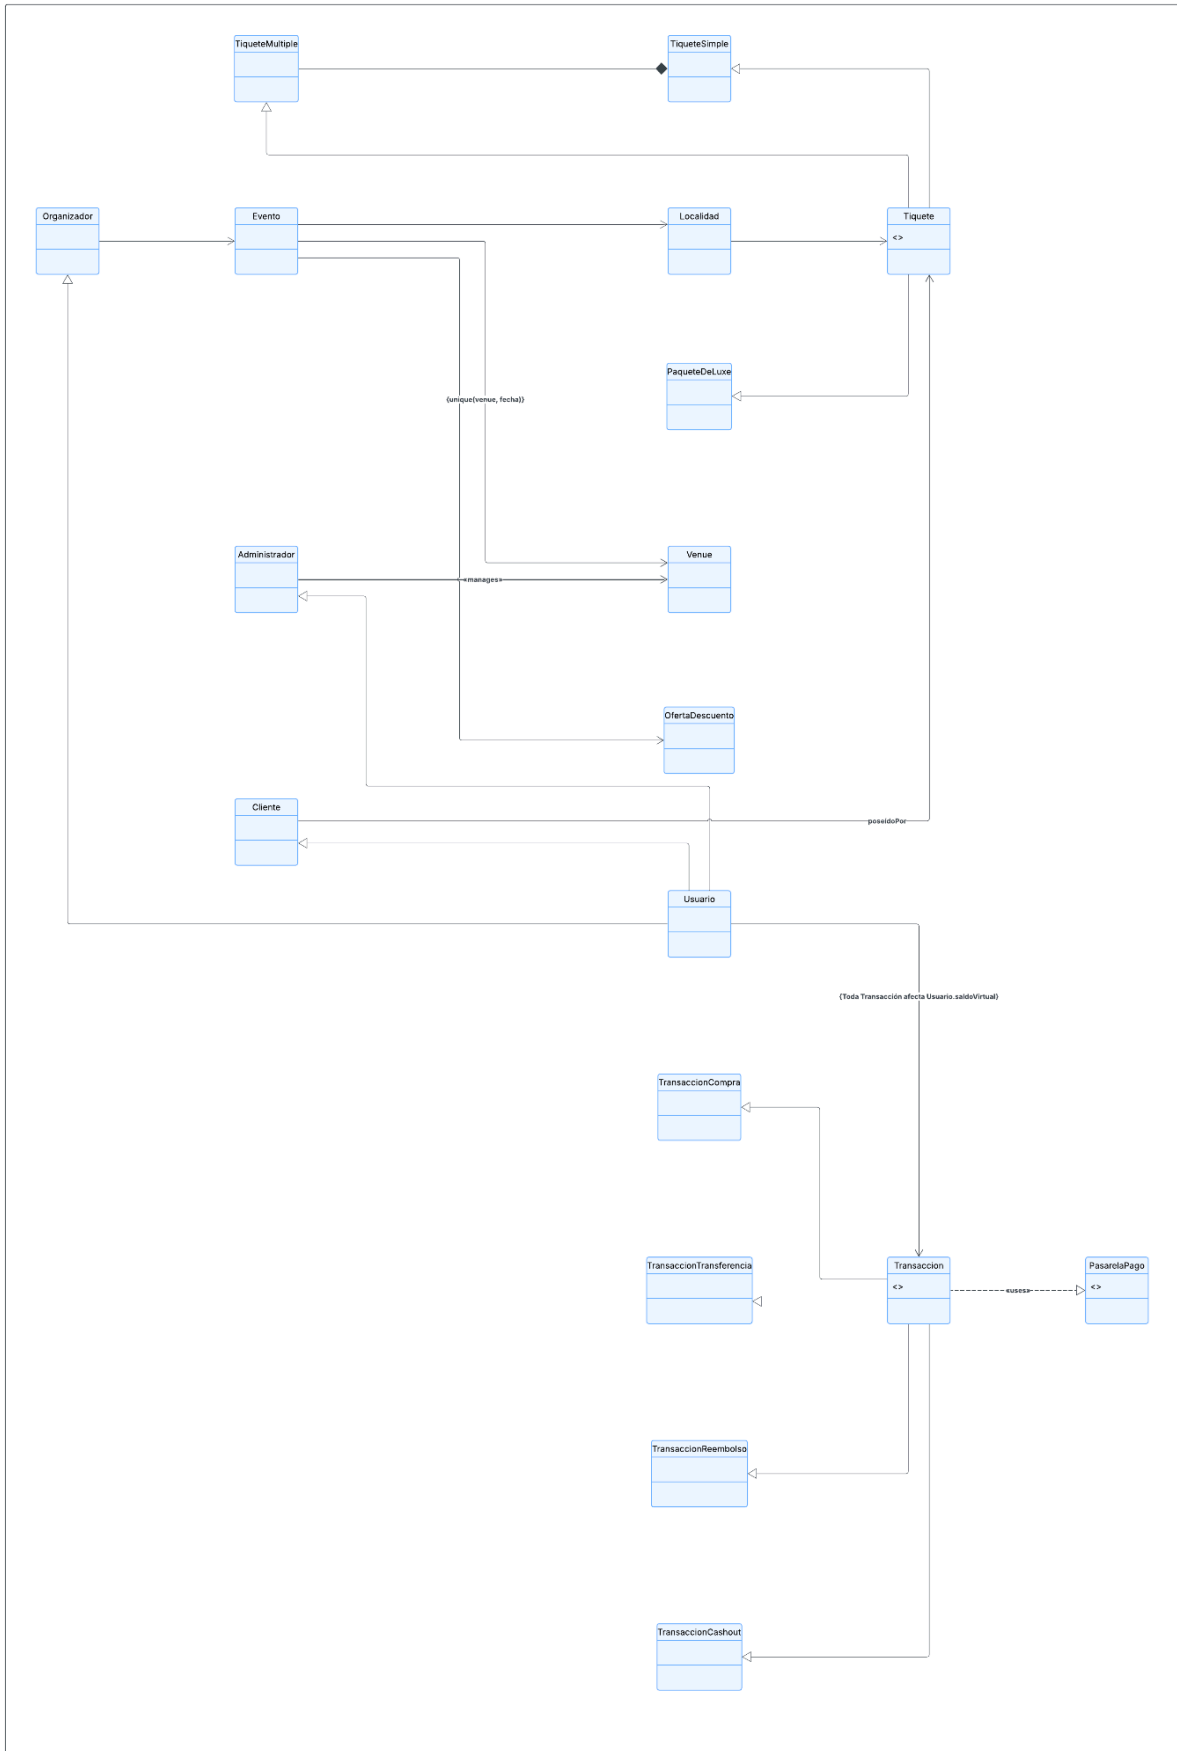 TiqueteMultiple
TiqueteSimple
Organizador
Evento
Localidad
Tiquete
<>
PaqueteDeLuxe
{unique(venue, fecha)}
Administrador
Venue
«manages»
OfertaDescuento
Cliente
poseídoPor
Usuario
{Toda Transacción afecta Usuario.saldoVirtual}
TransaccionCompra
TransaccionTransferencia
Transaccion
PasarelaPago
<>
«uses»
<>
TransaccionReembolso
TransaccionCashout